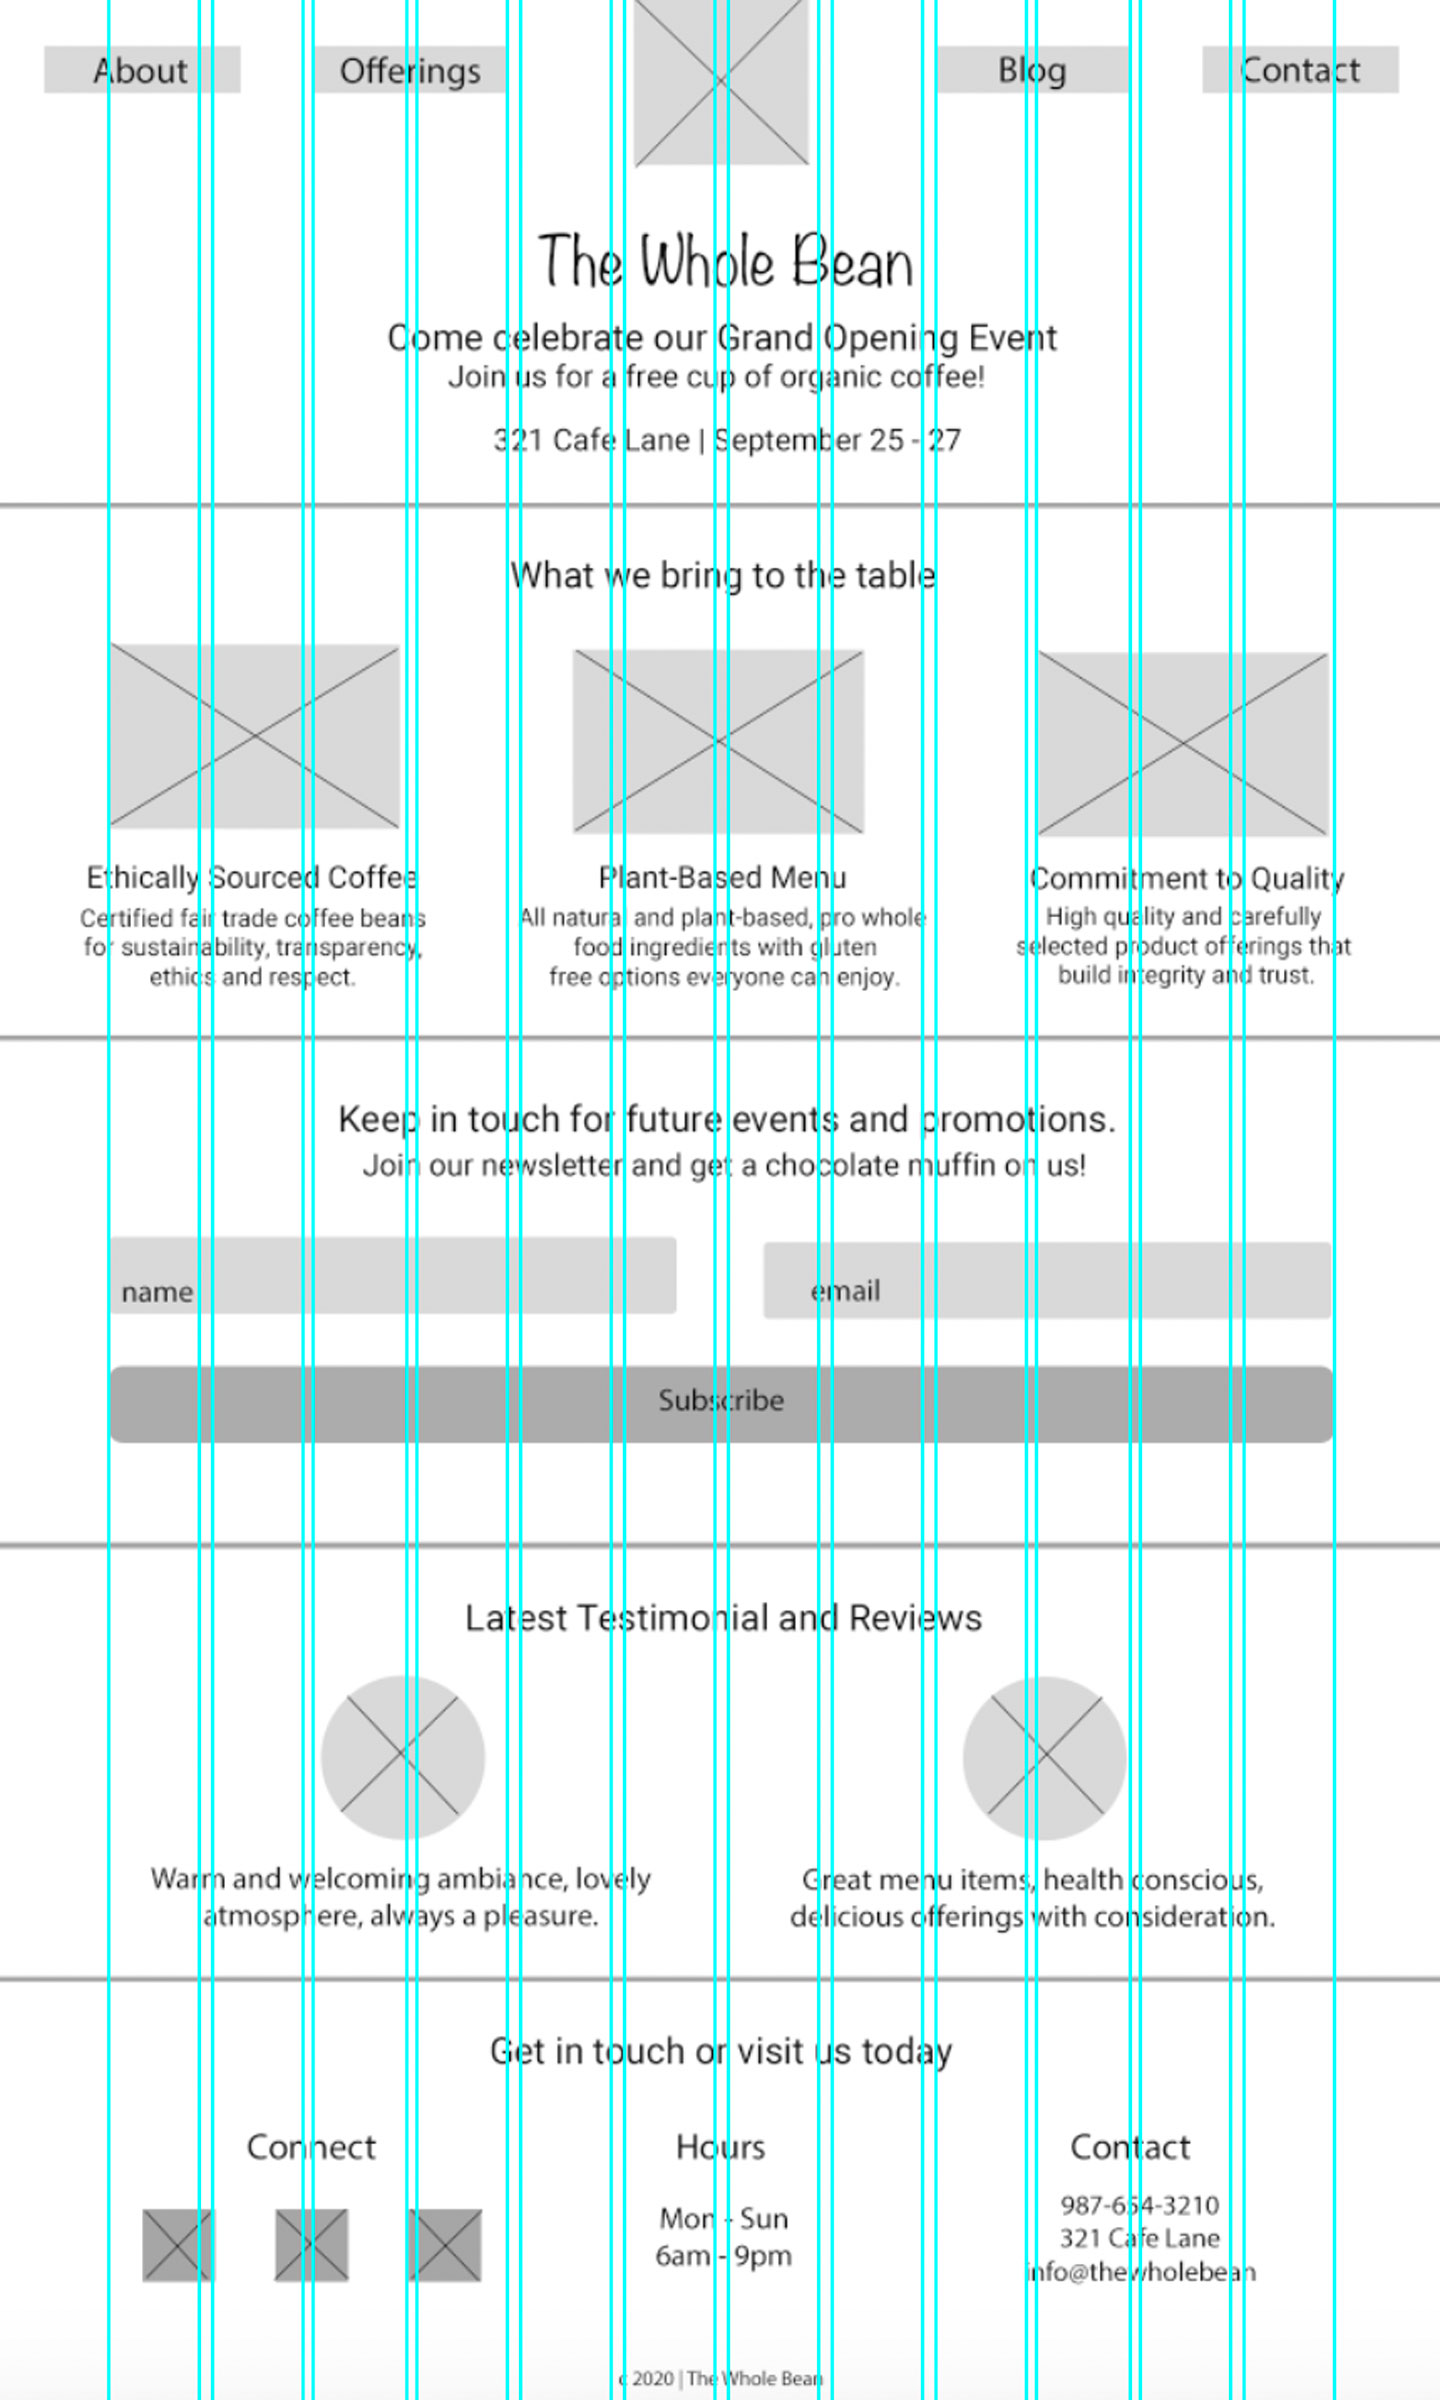 About
Offerings
Blog
Contact
The Whole Bean
Come celebrate our Grand Opening Event
Join us for a free cup of organic coffee!
321 Cafe Lane | September 25 - 27
What we bring to the table
Ethically Sourced Coffee
Certified fair trade coffee beans
for sustainability, transparency,
ethics and respect.
Plant-Based Menu
All natural and plant-based, pro whole
food ingredients with gluten
free options everyone can enjoy.
Commitment to Quality
High quality and carefully
selected product offerings that
build integrity and trust.
Keep in touch for future events and promotions.
Join our newsletter and get a chocolate muffin on us!
name
email
Subscribe
Latest Testimonial and Reviews
Warm and welcoming ambiance, lovely
atmosphere, always a pleasure.
Great menu items, health conscious,
delicious offerings with consideration.
Get in touch or visit us today
Connect
Hours
Mon - Sun
6am - 9pm
Contact
987-654-3210
321 Cafe Lane
info@thewholebean
c 2020 | The Whole Bean